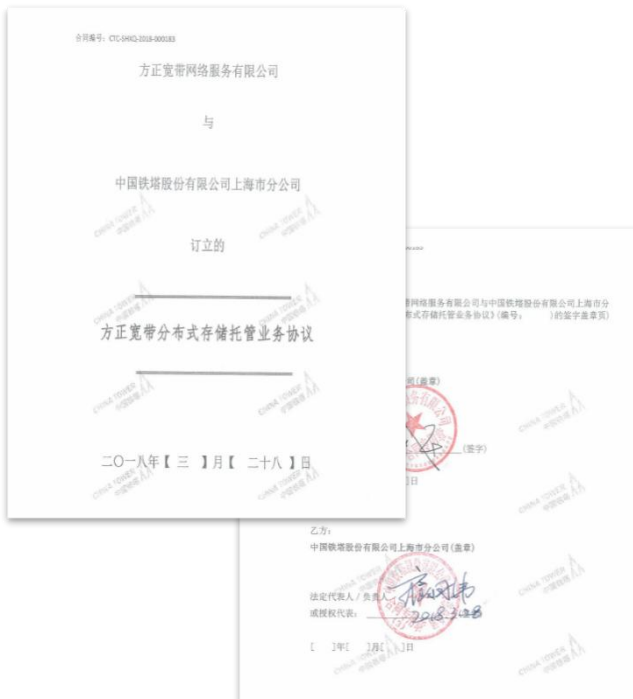 合同编号：CTC-SHXQ-2018-000183
方正宽带网络服务有限公司
与
中国铁塔股份有限公司上海市分公司
订立的
方正宽带分布式存储托管业务协议
二〇一八年【 三 】月【 二十八 】日
CHINA TOWER
中国铁塔
网络服务有限公司与中国铁塔股份有限公司上海市分
布式存储托管业务协议》(编号： )的签字盖章页)
司(盖章)
(签字)
]日
乙方：
中国铁塔股份有限公司上海市分公司(盖章)
法定代表人／负责人
或授权代表：
2018.3.28
[ ]年[ ]月[ ]日